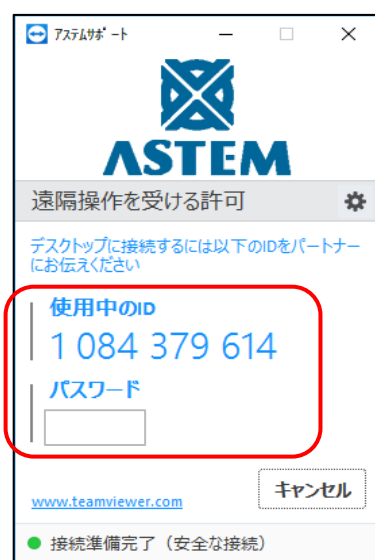 アステムサポート
ASTEM
遠隔操作を受ける許可
デスクトップに接続するには以下のIDをパートナー
にお伝えください
使用中のID
1 084 379 614
パスワード
キャンセル
www.teamviewer.com
接続準備完了（安全な接続）